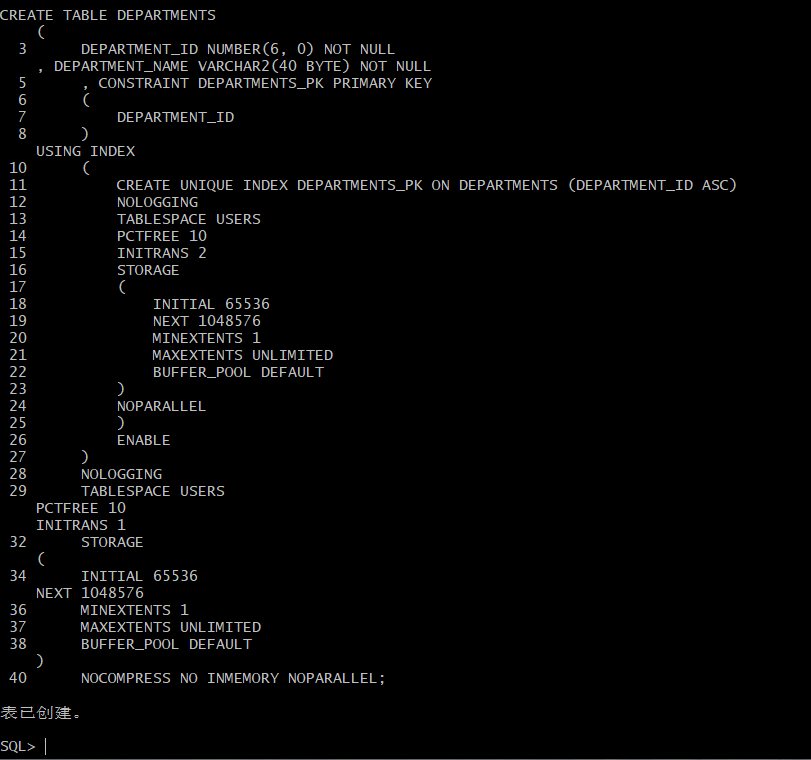 CREATE TABLE DEPARTMENTS
(
3 DEPARTMENT_ID NUMBER(6, 0) NOT NULL
, DEPARTMENT_NAME VARCHAR2(40 BYTE) NOT NULL
5 , CONSTRAINT DEPARTMENTS_PK PRIMARY KEY
6 (
7 DEPARTMENT_ID
8 )
USING INDEX
10 (
11 CREATE UNIQUE INDEX DEPARTMENTS_PK ON DEPARTMENTS (DEPARTMENT_ID ASC)
12 NOLOGGING
13 TABLESPACE USERS
14 PCTFREE 10
15 INITRANS 2
16 STORAGE
17 (
18 INITIAL 65536
19 NEXT 1048576
20 MINEXTENTS 1
21 MAXEXTENTS UNLIMITED
22 BUFFER_POOL DEFAULT
23 )
24 NOPARALLEL
25 )
26 ENABLE
27 )
28 NOLOGGING
29 TABLESPACE USERS
PCTFREE 10
INITRANS 1
32 STORAGE
(
34 INITIAL 65536
NEXT 1048576
36 MINEXTENTS 1
37 MAXEXTENTS UNLIMITED
38 BUFFER_POOL DEFAULT
)
40 NOCOMPRESS NO INMEMORY NOPARALLEL;
表已创建。
SQL>